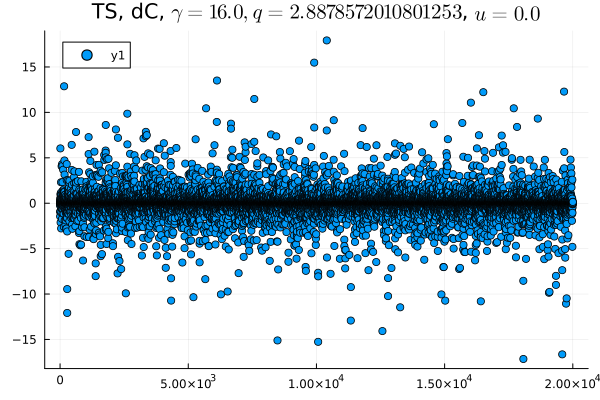 TS, dC, γ = 16.0, q = 2.8878572010801253, u = 0.0
y1
15
10
5
0
−5
−10
−15
0 5.00×10³ 1.00×10⁴ 1.50×10⁴ 2.00×10⁴